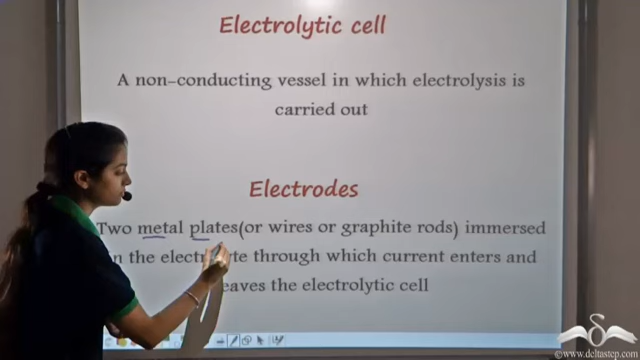 Electrolytic cell
A non-conducting vessel in which electrolysis is
carried out
Electrodes
Two metal plates(or wires or graphite rods) immersed
the through which current enters and
the electrolytic cell
©www.deltastep.com